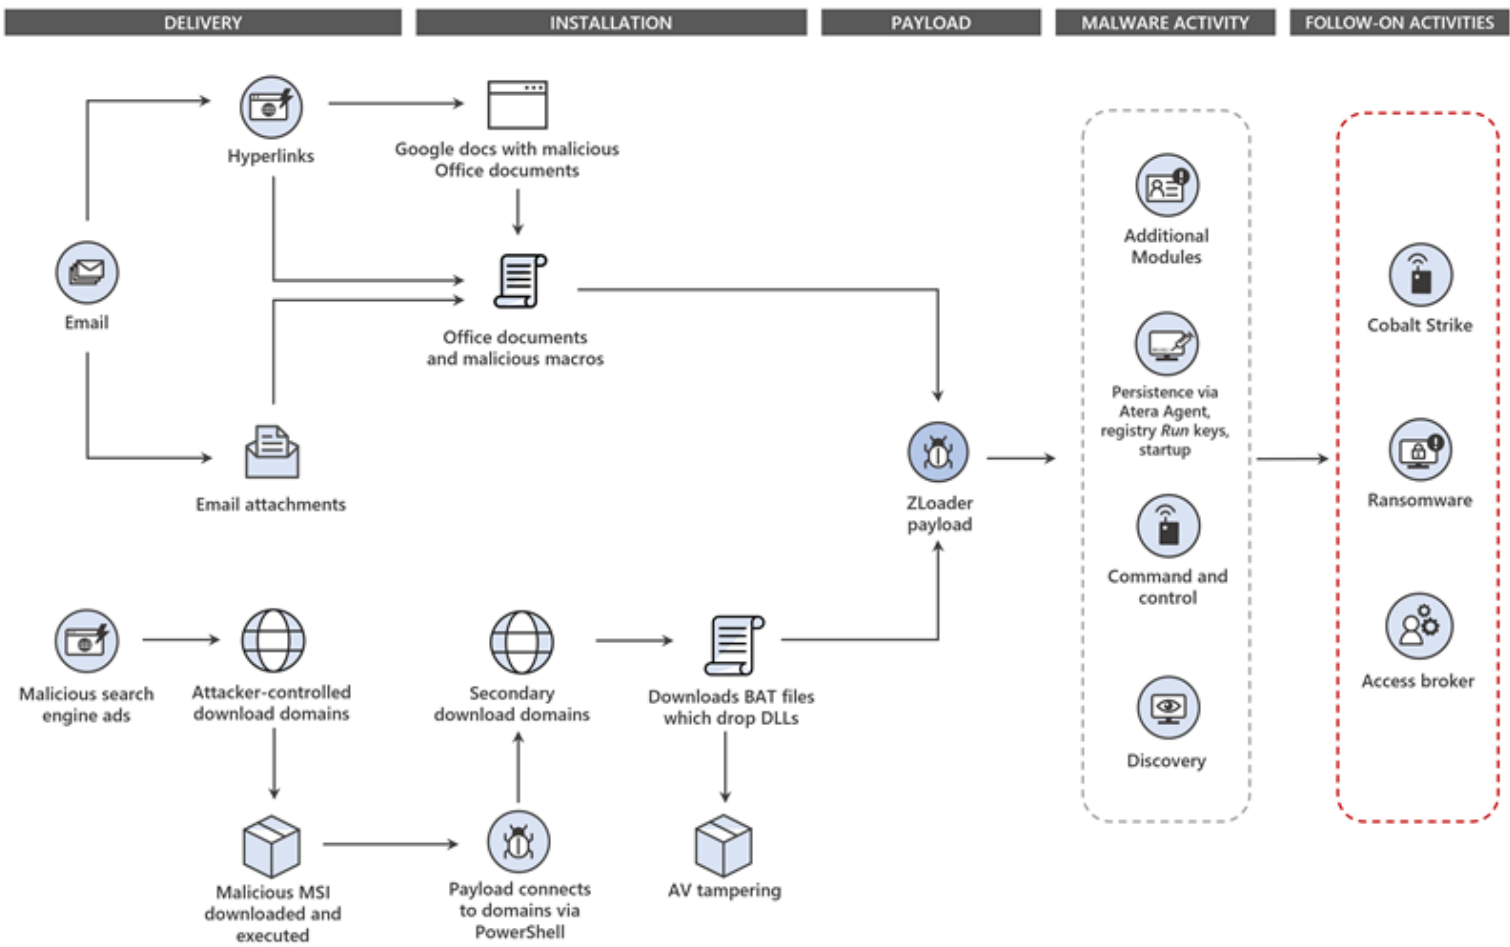 DELIVERY
INSTALLATION
PAYLOAD
MALWARE ACTIVITY
FOLLOW-ON ACTIVITIES
Hyperlinks
Google docs with malicious
Office documents
Email
Office documents
and malicious macros
Email attachments
ZLoader
payload
Malicious search
engine ads
Attacker-controlled
download domains
Secondary
download domains
Downloads BAT files
which drop DLLs
Malicious MSI
downloaded and
executed
Payload connects
to domains via
PowerShell
AV tampering
Additional
Modules
Persistence via
Atera Agent,
registry Run keys,
startup
Command and
control
Discovery
Cobalt Strike
Ransomware
Access broker